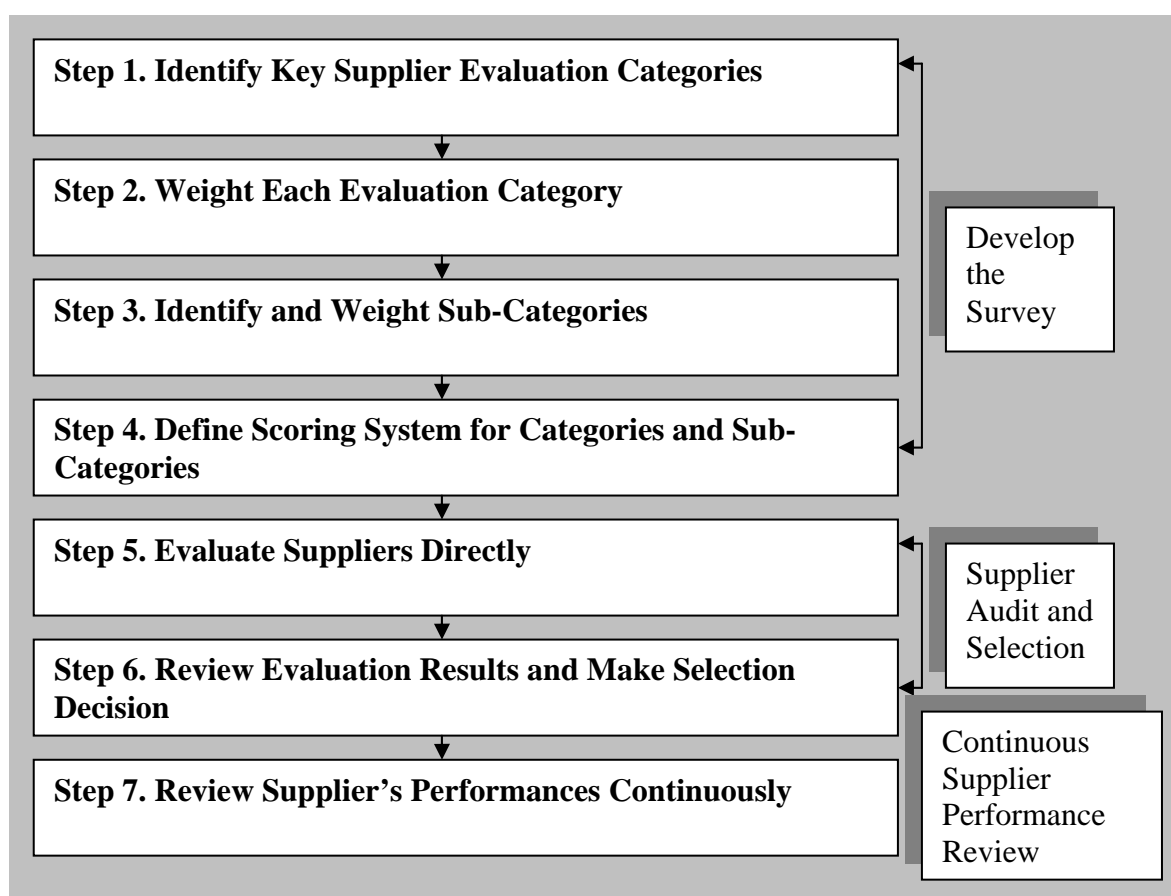 Step 1. Identify Key Supplier Evaluation Categories
Step 2. Weight Each Evaluation Category
Step 3. Identify and Weight Sub-Categories
Step 4. Define Scoring System for Categories and Sub-
Categories
Develop
the
Survey
Step 5. Evaluate Suppliers Directly
Step 6. Review Evaluation Results and Make Selection
Decision
Supplier
Audit and
Selection
Step 7. Review Supplier’s Performances Continuously
Continuous
Supplier
Performance
Review